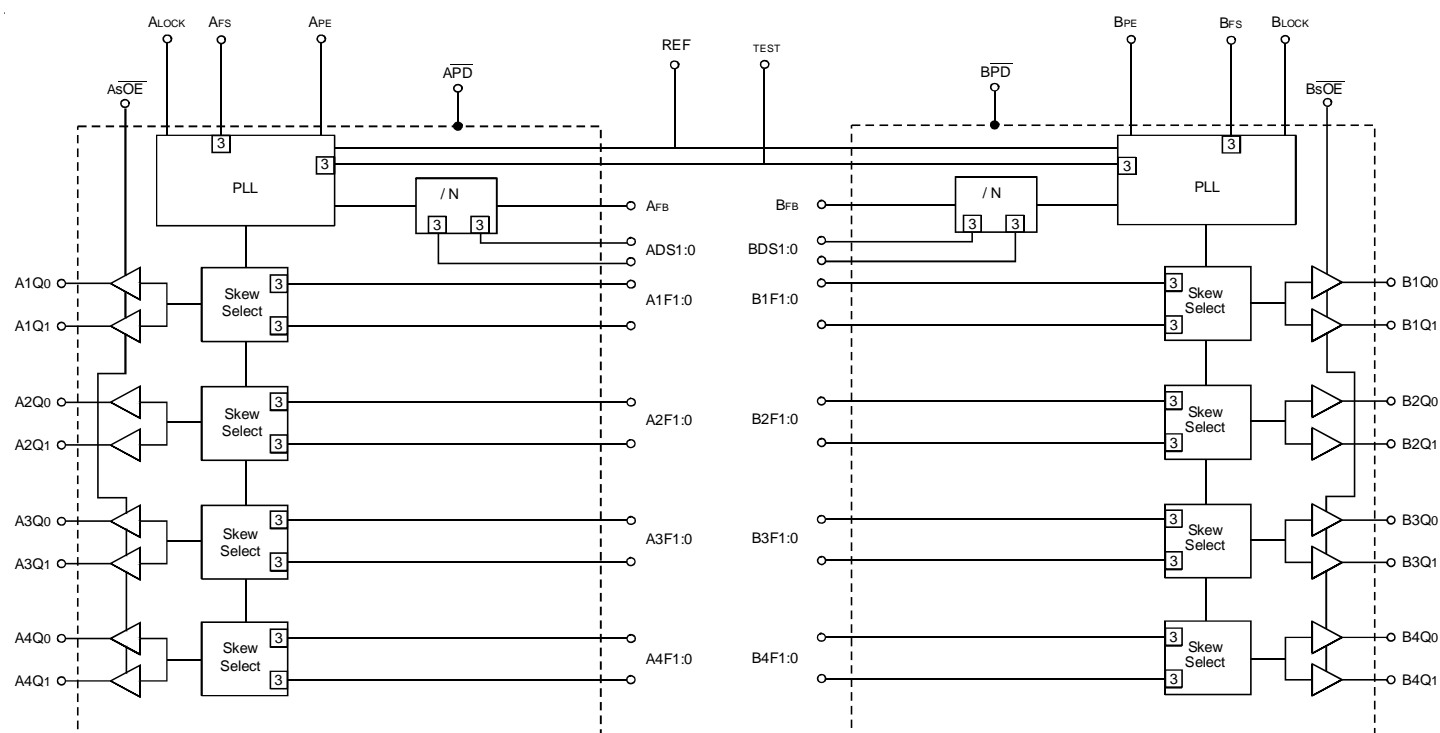 ALOCK AFS APE BPE BFS BLOCK
REF TEST
AsOE APD BPD BsOE
3 3
3 3
PLL / N / N PLL
AFB BFB
3 3 3 3
ADS1:0 BDS1:0
A1Q0 3 3 B1Q0
Skew Select A1F1:0 B1F1:0 Skew Select
A1Q1 3 3 B1Q1
A2Q0 3 3 B2Q0
Skew Select A2F1:0 B2F1:0 Skew Select
A2Q1 3 3 B2Q1
A3Q0 3 3 B3Q0
Skew Select A3F1:0 B3F1:0 Skew Select
A3Q1 3 3 B3Q1
A4Q0 3 3 B4Q0
Skew Select A4F1:0 B4F1:0 Skew Select
A4Q1 3 3 B4Q1